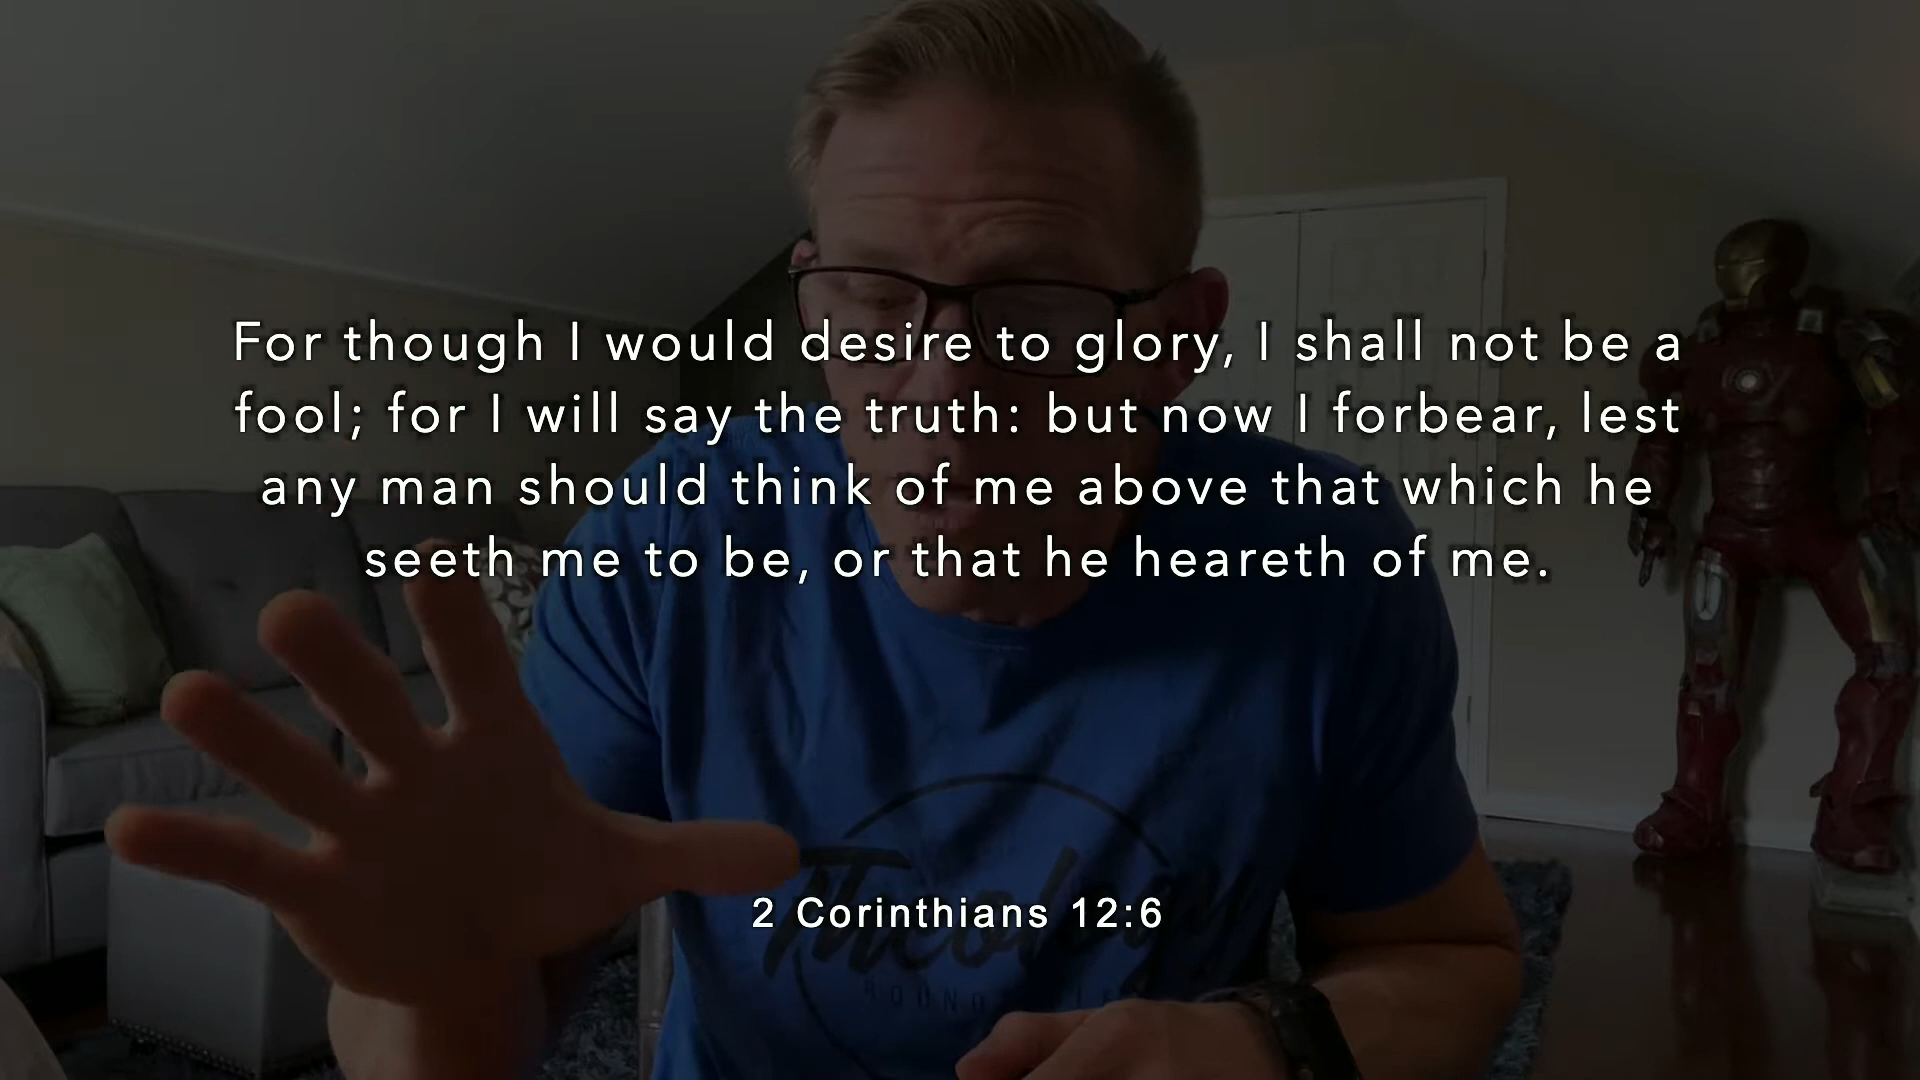 For though I would desire to glory, I shall not be a
fool; for I will say the truth: but now I forbear, lest
any man should think of me above that which he
seeth me to be, or that he heareth of me.
Theology
2 Corinthians 12:6